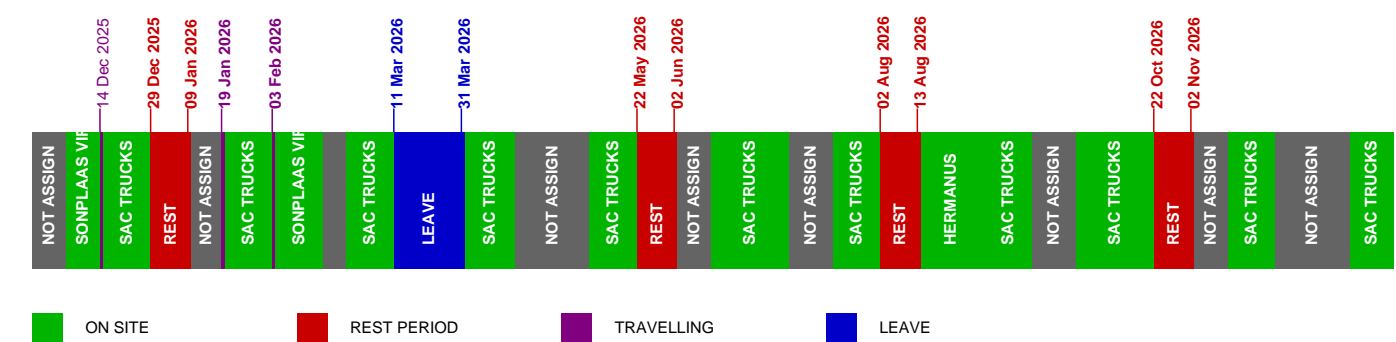 14 Dec 2025
29 Dec 2025
09 Jan 2026
19 Jan 2026
03 Feb 2026
11 Mar 2026
31 Mar 2026
22 May 2026
02 Jun 2026
02 Aug 2026
13 Aug 2026
22 Oct 2026
02 Nov 2026
NOT ASSIGN
SONPLAAS VIF
SAC TRUCKS
REST
NOT ASSIGN
SAC TRUCKS
SONPLAAS VIF
SAC TRUCKS
LEAVE
SAC TRUCKS
NOT ASSIGN
SAC TRUCKS
REST
NOT ASSIGN
SAC TRUCKS
NOT ASSIGN
SAC TRUCKS
REST
HERMANUS
SAC TRUCKS
NOT ASSIGN
SAC TRUCKS
REST
NOT ASSIGN
SAC TRUCKS
NOT ASSIGN
SAC TRUCKS
ON SITE
REST PERIOD
TRAVELLING
LEAVE